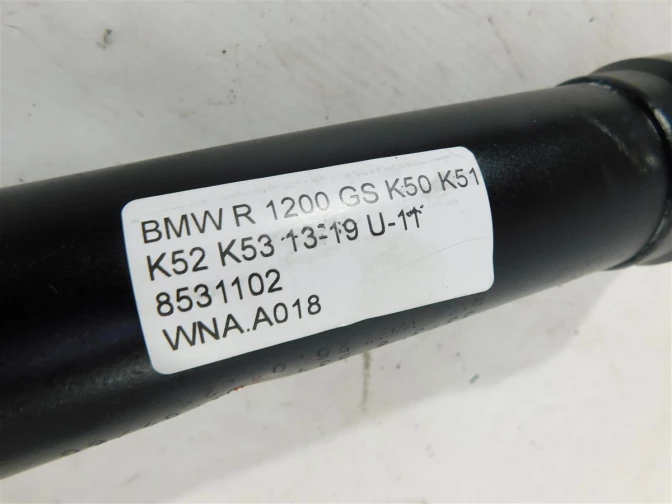 BMW R 1200 GS K50 K51
K52 K53 13-19 U-11
8531102
WNA.A018